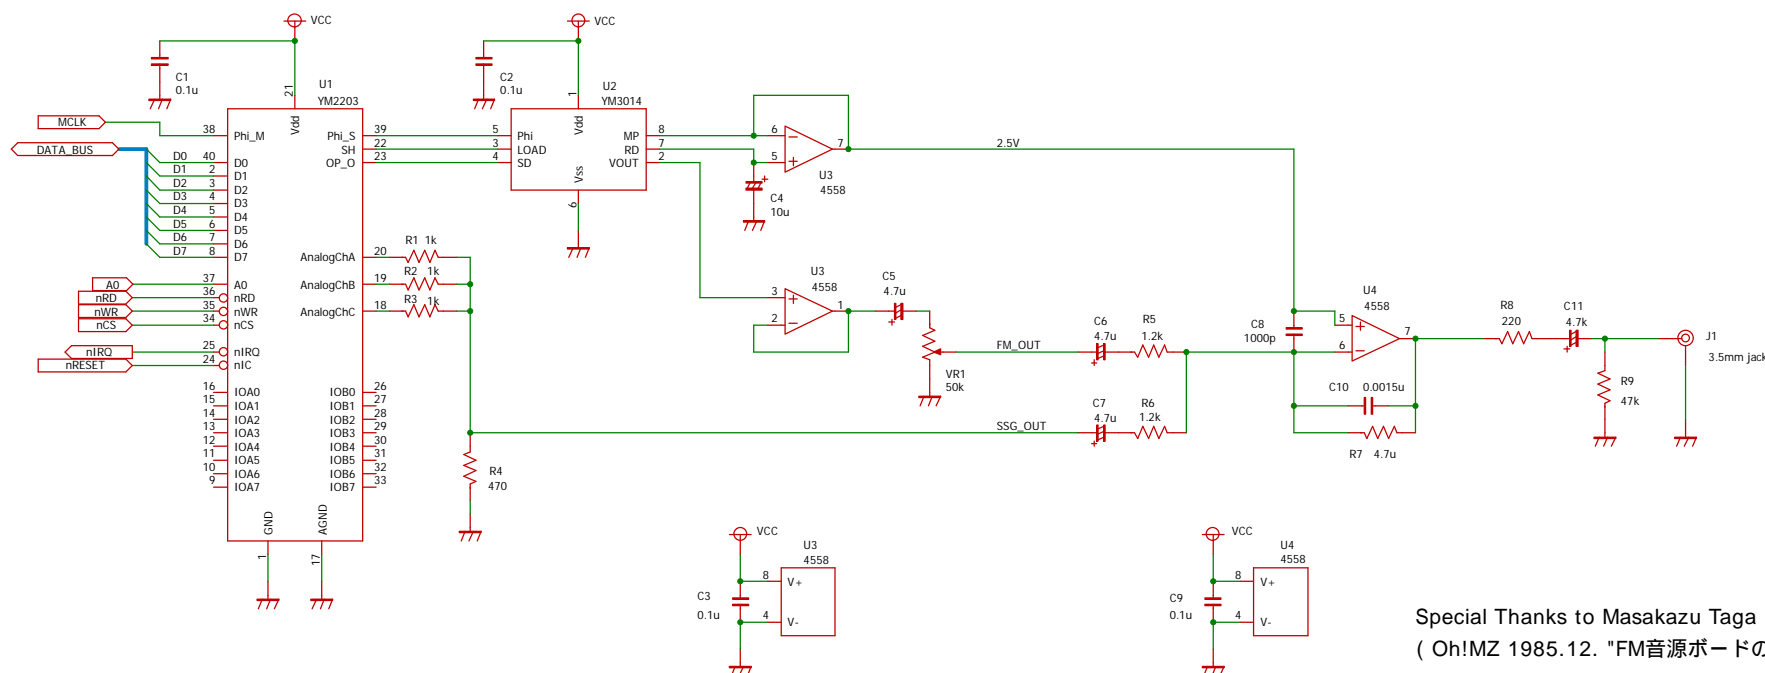 VCC
VCC
C1
0.1u
C2
0.1u
21
U1
YM2203
1
U2
YM3014
MCLK
38
Phi_M
Vdd
Phi_S
39
5
Phi
Vdd
MP
8
6
7
2.5V
DATA_BUS
SH
22
3
LOAD
RD
7
D0
40
D0
OP_O
23
4
SD
VOUT
2
5
D1
2
D1
Vss
U3
4558
D2
3
D2
D3
4
D3
6
C4
10u
D4
5
D4
D5
6
D5
D6
7
D6
D7
8
D7
AnalogChA
20
R1 1k
AnalogChB
19
R2 1k
AnalogChC
18
R3 1k
A0
37
A0
nRD
36
nRD
nWR
35
nWR
nCS
34
nCS
nIRQ
25
nIRQ
nRESET
24
nIC
U3
4558
3
1
2
C5
4.7u
VR1
50k
FM_OUT
C6
4.7u
R5
1.2k
C8
1000p
U4
4558
5
7
6
R8
220
C11
4.7k
J1
3.5mm jack
R9
47k
C10 0.0015u
R7 4.7u
SSG_OUT
C7
4.7u
R6
1.2k
16
IOA0
IOB0
26
15
IOA1
IOB1
27
14
IOA2
IOB2
28
13
IOA3
IOB3
29
12
IOA4
IOB4
30
11
IOA5
IOB5
31
10
IOA6
IOB6
32
9
IOA7
IOB7
33
R4
470
GND
AGND
1
17
VCC
U3
4558
8
V+
C3
0.1u
4
V-
VCC
U4
4558
8
V+
C9
0.1u
4
V-
Special Thanks to Masakazu Taga
( Oh!MZ 1985.12. "FM音源ボードの